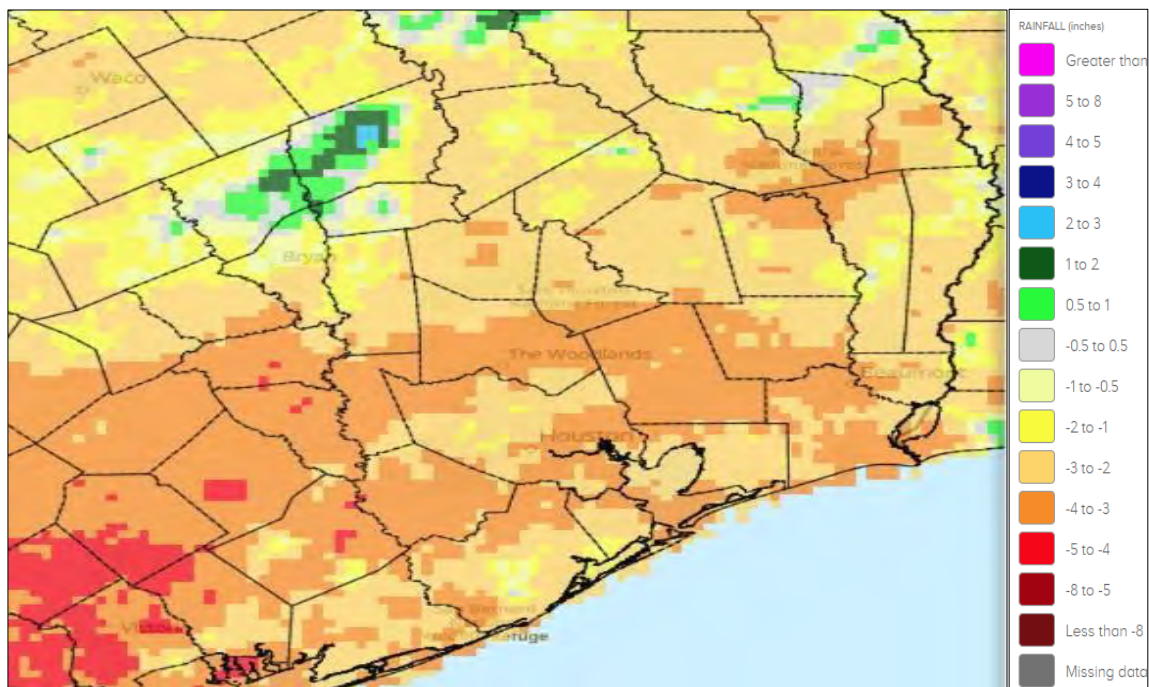 RAINFALL (inches)
Greater than
5 to 8
4 to 5
3 to 4
2 to 3
1 to 2
0.5 to 1
-0.5 to 0.5
-1 to -0.5
-2 to -1
-3 to -2
-4 to -3
-5 to -4
-8 to -5
Less than -8
Missing data
Waco
Bryan
The Woodlands
Beaumont
Houston
Bernard
Refuge